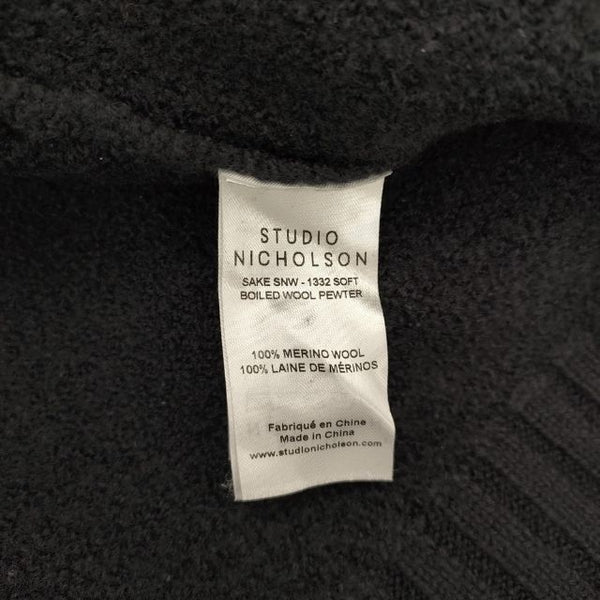 STUDIO
NICHOLSON
SAKE SNW - 1332 SOFT
BOILED WOOL PEWTER
100% MERINO WOOL
100% LAINE DE MÉRINOS
Fabriqué en Chine
Made in China
www.studionicholson.com